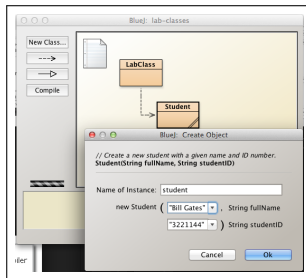 BlueJ: lab-classes
New Class...
Compile
LabClass
Student
BlueJ: Create Object
// Create a new student with a given name and ID number.
Student(String fullName, String studentID)
Name of Instance: student
new Student ( "Bill Gates" , String fullName
"3221144" ) String studentID
Cancel
Ok